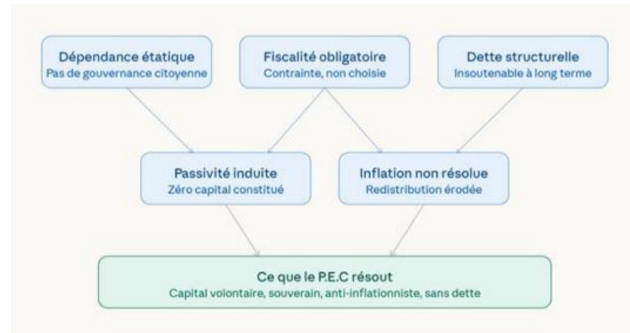 Dépendance étatique
Pas de gouvernance citoyenne
Fiscalité obligatoire
Contrainte, non choisie
Dette structurelle
Insoutenable à long terme
Passivité induite
Zéro capital constitué
Inflation non résolue
Redistribution érodée
Ce que le P.E.C résout
Capital volontaire, souverain, anti-inflationniste, sans dette